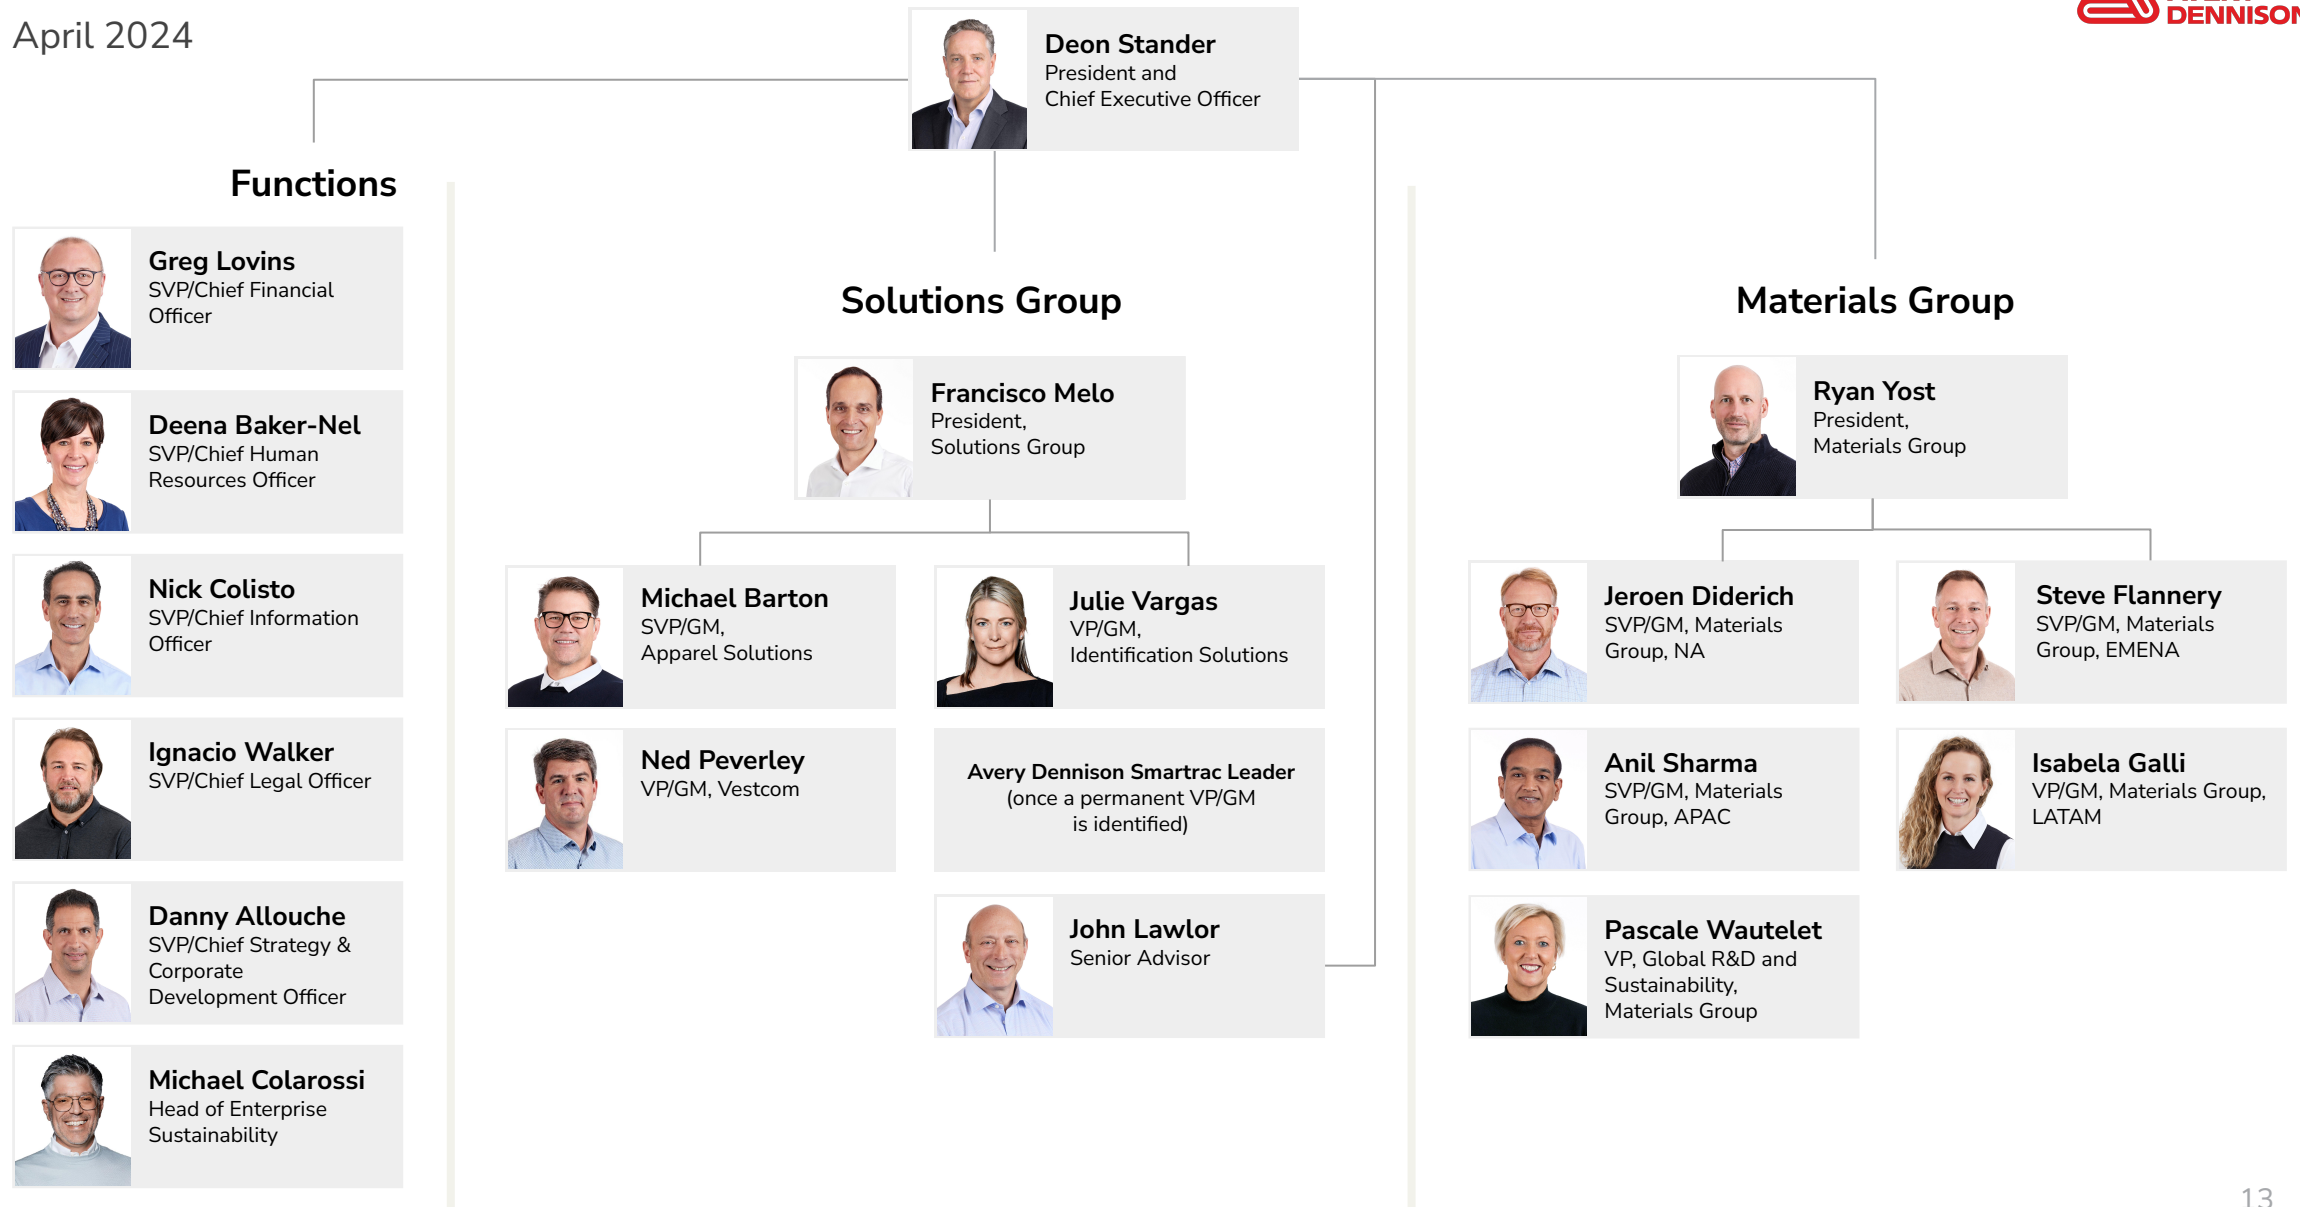 April 2024
DENNISON
Deon Stander
President and
Chief Executive Officer
Functions
Greg Lovins
SVP/Chief Financial
Officer
Deena Baker-Nel
SVP/Chief Human
Resources Officer
Nick Colisto
SVP/Chief Information
Officer
Ignacio Walker
SVP/Chief Legal Officer
Danny Allouche
SVP/Chief Strategy &
Corporate
Development Officer
Michael Colarossi
Head of Enterprise
Sustainability
Solutions Group
Francisco Melo
President,
Solutions Group
Michael Barton
SVP/GM,
Apparel Solutions
Julie Vargas
VP/GM,
Identification Solutions
Ned Peverley
VP/GM, Vestcom
Avery Dennison Smartrac Leader
(once a permanent VP/GM
is identified)
John Lawlor
Senior Advisor
Materials Group
Ryan Yost
President,
Materials Group
Jeroen Diderich
SVP/GM, Materials
Group, NA
Steve Flannery
SVP/GM, Materials
Group, EMENA
Anil Sharma
SVP/GM, Materials
Group, APAC
Isabela Galli
VP/GM, Materials Group,
LATAM
Pascale Wautelet
VP, Global R&D and
Sustainability,
Materials Group
13